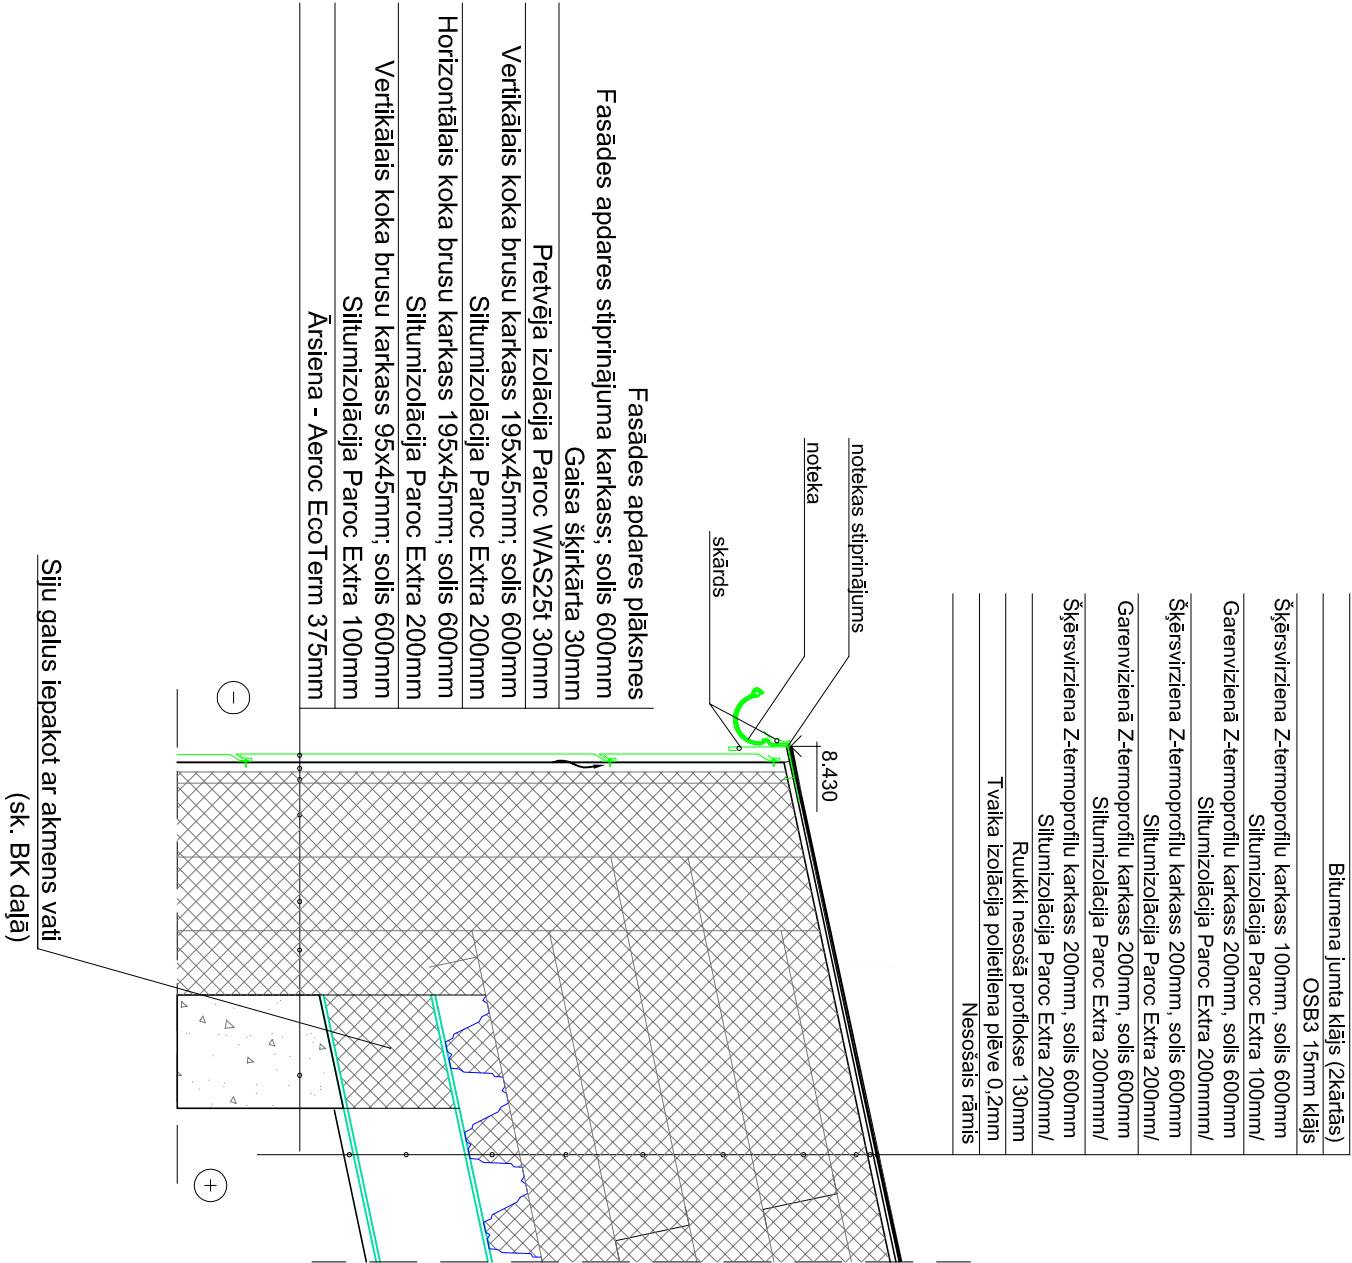 Bitumena jumta klājs (2kārtās)
OSB3 15mm klājs
Šķērsvirziena Z-termoprofilu karkass 100mm, solis 600mm
Siltumizolācija Paroc Extra 100mm/
Garenvizienā Z-termoprofilu karkass 200mm, solis 600mm
Siltumizolācija Paroc Extra 200mmm/
Šķērsvirziena Z-termoprofilu karkass 200mm, solis 600mm
Siltumizolācija Paroc Extra 200mm/
Garenvizienā Z-termoprofilu karkass 200mm, solis 600mm
Siltumizolācija Paroc Extra 200mmm/
Šķērsvirziena Z-termoprofilu karkass 200mm, solis 600mm
Siltumizolācija Paroc Extra 200mm/
Ruukki nesošā proflokse 130mm
Tvaika izolācija polietilēna plēve 0,2mm
Nesošais rāmis
notekas stiprinājums
noteka
skārds
8.430
Fasādes apdares plāksnes
Fasādes apdares stiprinājuma karkass; solis 600mm
Gaisa šķirkārta 30mm
Pretvēja izolācija Paroc WAS25t 30mm
Vertikālais koka brusu karkass 195x45mm; solis 600mm
Siltumizolācija Paroc Extra 200mm
Horizontālais koka brusu karkass 195x45mm; solis 600mm
Siltumizolācija Paroc Extra 200mm
Vertikālais koka brusu karkass 95x45mm; solis 600mm
Siltumizolācija Paroc Extra 100mm
Ārsiena - Aeroc EcoTerm 375mm
−
+
Siju galus iepakot ar akmens vati
(sk. BK daļā)